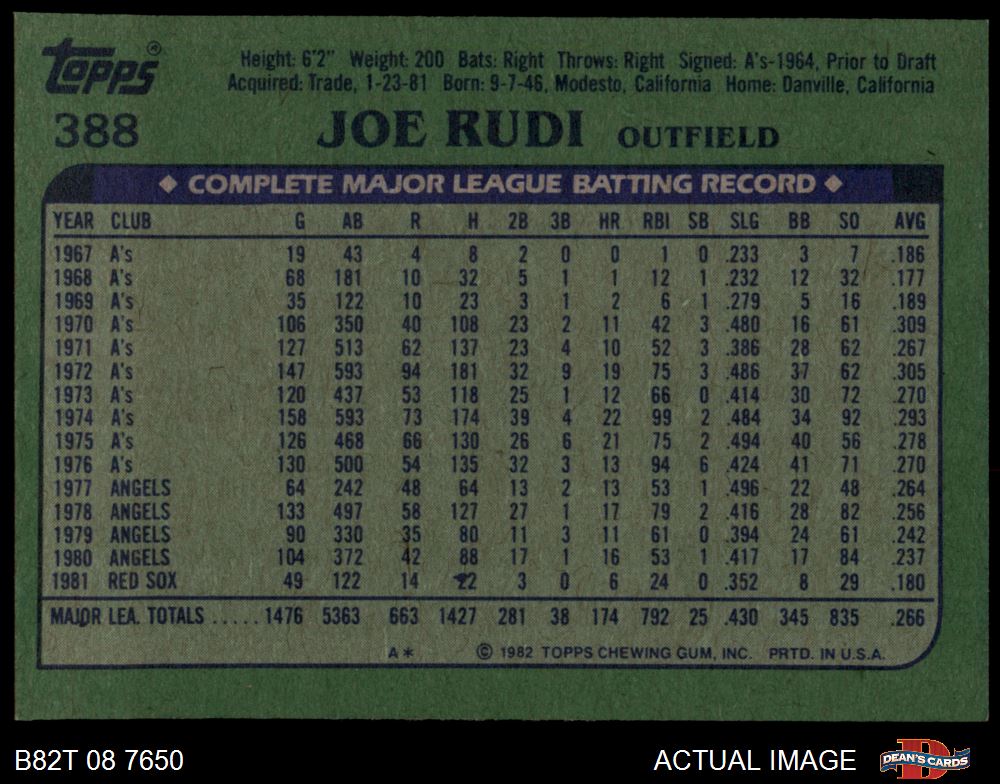 Topps®
Height: 6'2" Weight: 200 Bats: Right Throws: Right Signed: A's-1964, Prior to Draft
Acquired: Trade, 1-23-81 Born: 9-7-46, Modesto, California Home: Danville, California
388 JOE RUDI OUTFIELD
◆ COMPLETE MAJOR LEAGUE BATTING RECORD ◆
YEAR CLUB G AB R H 2B 3B HR RBI SB SLG BB SO AVG
1967 A's 19 43 4 8 2 0 0 1 0 .233 3 7 .186
1968 A's 68 181 10 32 5 1 1 12 1 .232 12 32 .177
1969 A's 35 122 10 23 3 1 2 6 1 .279 5 16 .189
1970 A's 106 350 40 108 23 2 11 42 3 .480 16 61 .309
1971 A's 127 513 62 137 23 4 10 52 3 .386 28 62 .267
1972 A's 147 593 94 181 32 9 19 75 3 .486 37 62 .305
1973 A's 120 437 53 118 25 1 12 66 0 .414 30 72 .270
1974 A's 158 593 73 174 39 4 22 99 2 .484 34 92 .293
1975 A's 126 468 66 130 26 6 21 75 2 .494 40 56 .278
1976 A's 130 500 54 135 32 3 13 94 6 .424 41 71 .270
1977 ANGELS 64 242 48 64 13 2 13 53 1 .496 22 48 .264
1978 ANGELS 133 497 58 127 27 1 17 79 2 .416 28 82 .256
1979 ANGELS 90 330 35 80 11 3 11 61 0 .394 24 61 .242
1980 ANGELS 104 372 42 88 17 1 16 53 1 .417 17 84 .237
1981 RED SOX 49 122 14 22 3 0 6 24 0 .352 8 29 .180
MAJOR LEA. TOTALS ..... 1476 5363 663 1427 281 38 174 792 25 .430 345 835 .266
A* © 1982 TOPPS CHEWING GUM, INC. PRTD. IN U.S.A.
B82T 08 7650 ACTUAL IMAGE D DEAN'S CARDS